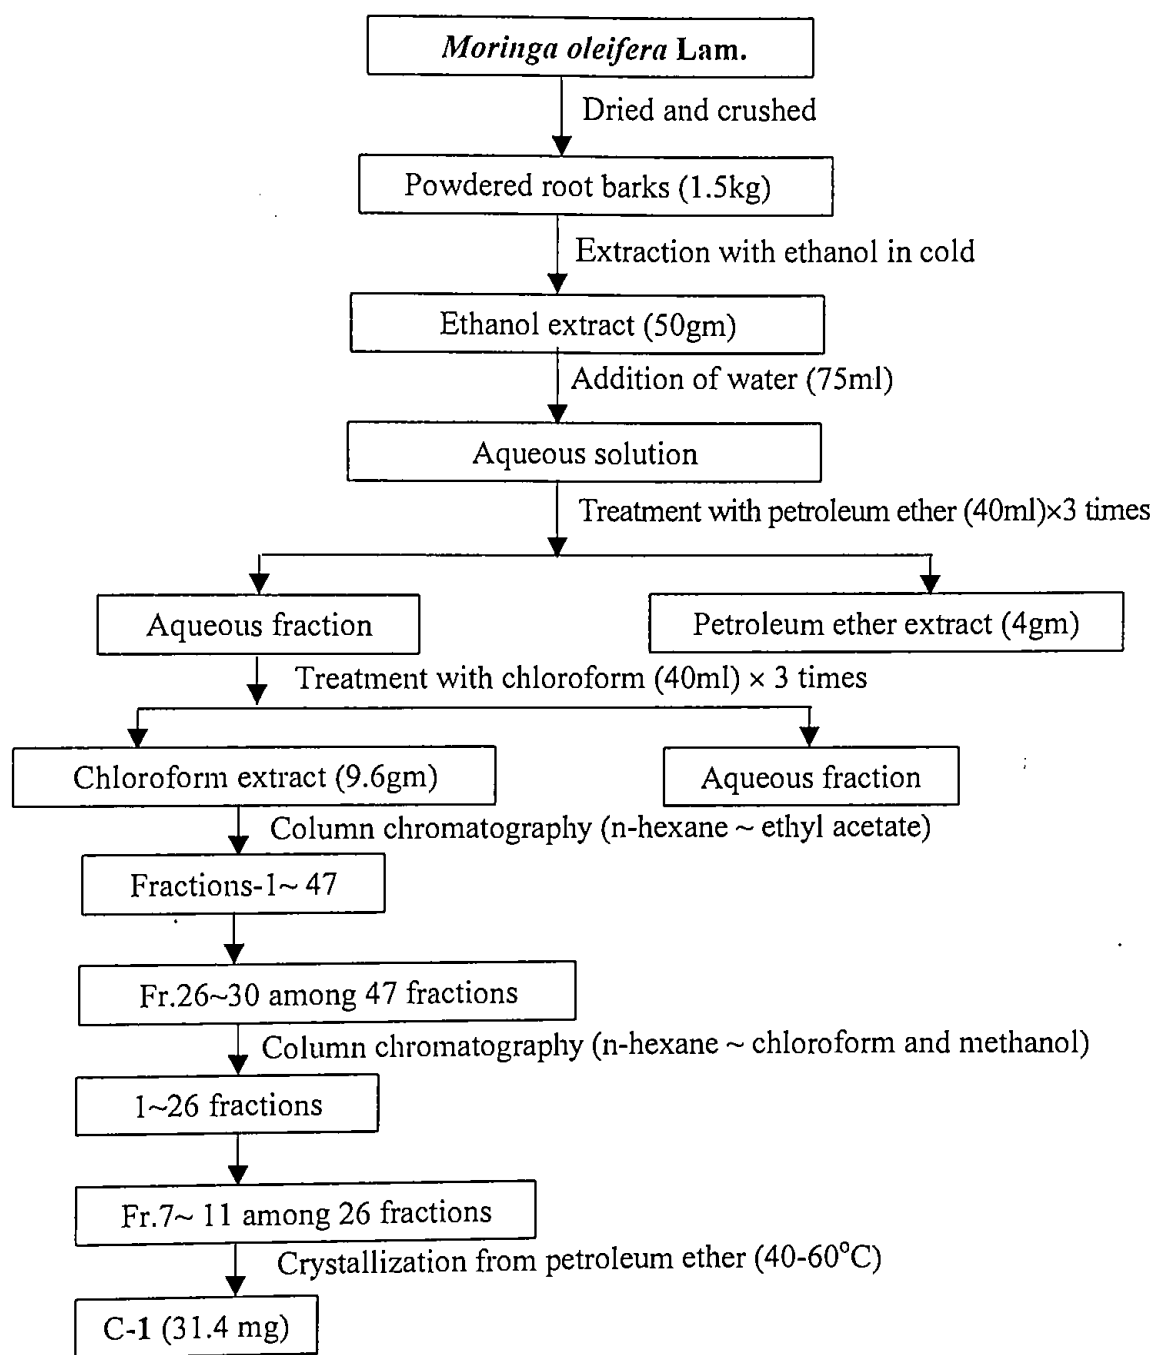 Moringa oleifera Lam.
Dried and crushed
Powdered root barks (1.5kg)
Extraction with ethanol in cold
Ethanol extract (50gm)
Addition of water (75ml)
Aqueous solution
Treatment with petroleum ether (40ml)×3 times
Aqueous fraction
Petroleum ether extract (4gm)
Treatment with chloroform (40ml) × 3 times
Chloroform extract (9.6gm)
Aqueous fraction
Column chromatography (n-hexane ~ ethyl acetate)
Fractions-1~ 47
Fr.26~30 among 47 fractions
Column chromatography (n-hexane ~ chloroform and methanol)
1~26 fractions
Fr.7~ 11 among 26 fractions
Crystallization from petroleum ether (40-60°C)
C-1 (31.4 mg)